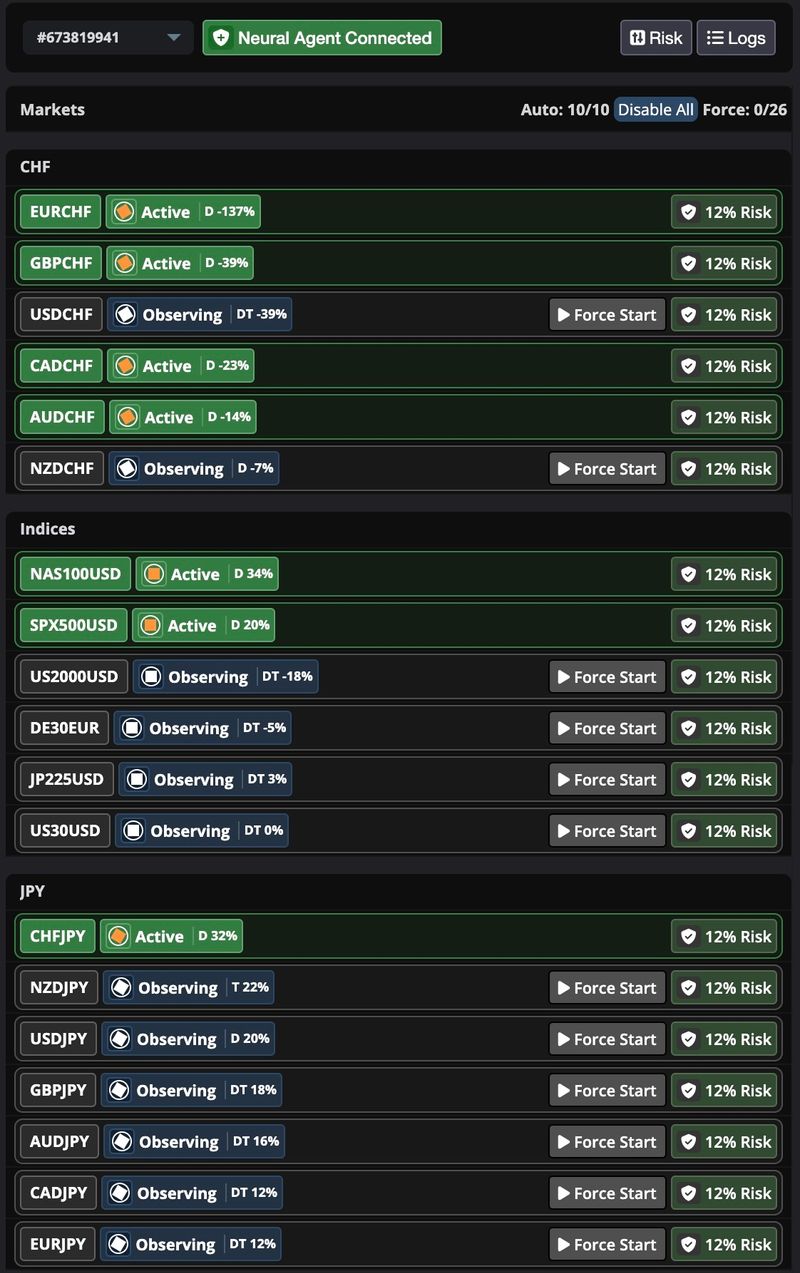 #673819941 Neural Agent Connected Risk Logs
Markets Auto: 10/10 Disable All Force: 0/26
CHF
EURCHF Active D -137% 12% Risk
GBPCHF Active D -39% 12% Risk
USDCHF Observing DT -39% Force Start 12% Risk
CADCHF Active D -23% 12% Risk
AUDCHF Active D -14% 12% Risk
NZDCHF Observing D -7% Force Start 12% Risk
Indices
NAS100USD Active D 34% 12% Risk
SPX500USD Active D 20% 12% Risk
US2000USD Observing DT -18% Force Start 12% Risk
DE30EUR Observing DT -5% Force Start 12% Risk
JP225USD Observing DT 3% Force Start 12% Risk
US30USD Observing DT 0% Force Start 12% Risk
JPY
CHFJPY Active D 32% 12% Risk
NZDJPY Observing T 22% Force Start 12% Risk
USDJPY Observing D 20% Force Start 12% Risk
GBPJPY Observing DT 18% Force Start 12% Risk
AUDJPY Observing DT 16% Force Start 12% Risk
CADJPY Observing DT 12% Force Start 12% Risk
EURJPY Observing DT 12% Force Start 12% Risk